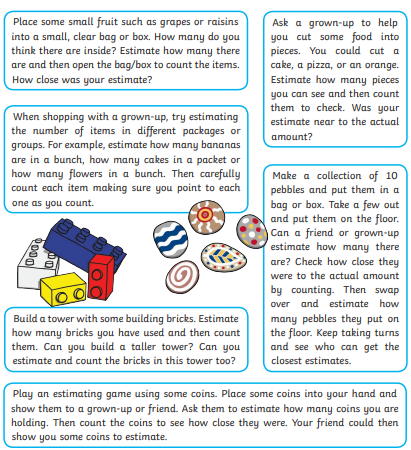 Place some small fruit such as grapes or raisins
into a small, clear bag or box. How many do you
think there are inside? Estimate how many there
are and then open the bag/box to count the items.
How close was your estimate?
When shopping with a grown-up, try estimating
the number of items in different packages or
groups. For example, estimate how many bananas
are in a bunch, how many cakes in a packet or
how many flowers in a bunch. Then carefully
count each item making sure you point to each
one as you count.
Build a tower with some building bricks. Estimate
how many bricks you have used and then count
them. Can you build a taller tower? Can you
estimate and count the bricks in this tower too?
Ask a grown-up to help
you cut some food into
pieces. You could cut a
cake, a pizza, or an orange.
Estimate how many pieces
you can see and then count
them to check. Was your
estimate near to the actual
amount?
Make a collection of 10
pebbles and put them in a
bag or box. Take a few out
and put them on the floor.
Can a friend or grown-up
estimate how many there
are? Check how close they
were to the actual amount
by counting. Then swap
over and estimate how
many pebbles they put on
the floor. Keep taking turns
and see who can get the
closest estimates.
Play an estimating game using some coins. Place some coins into your hand and
show them to a grown-up or friend. Ask them to estimate how many coins you are
holding. Then count the coins to see how close they were. Your friend could then
show you some coins to estimate.